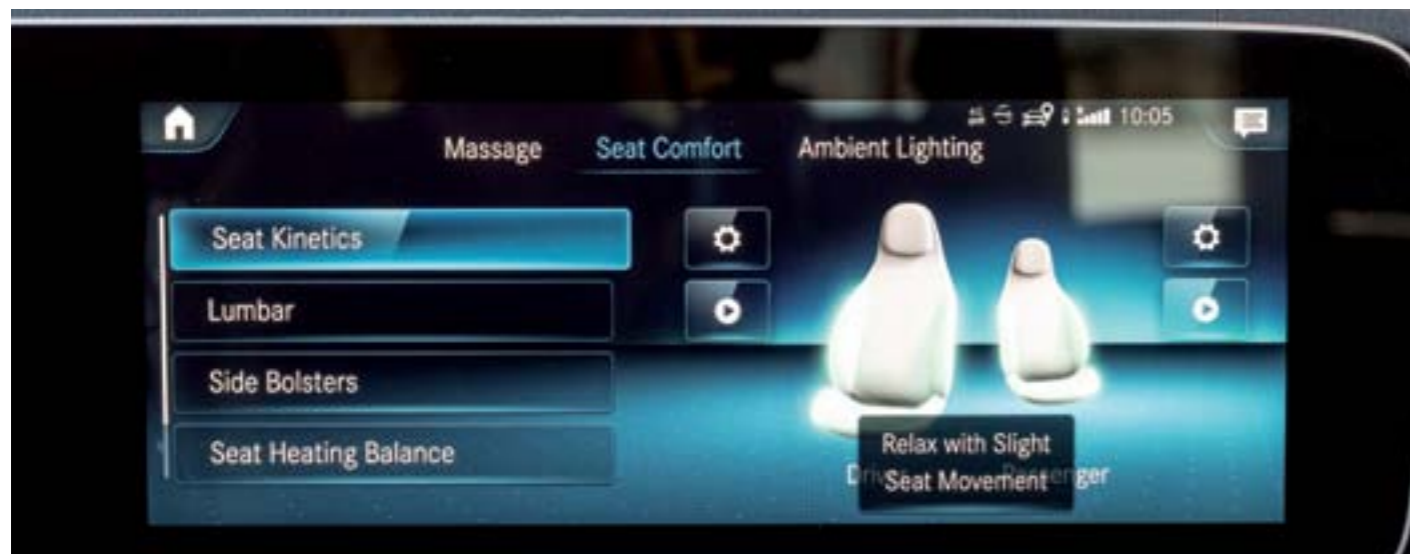 10:05
Massage Seat Comfort Ambient Lighting
Seat Kinetics
Lumbar
Side Bolsters
Seat Heating Balance
Relax with Slight
Seat Movement